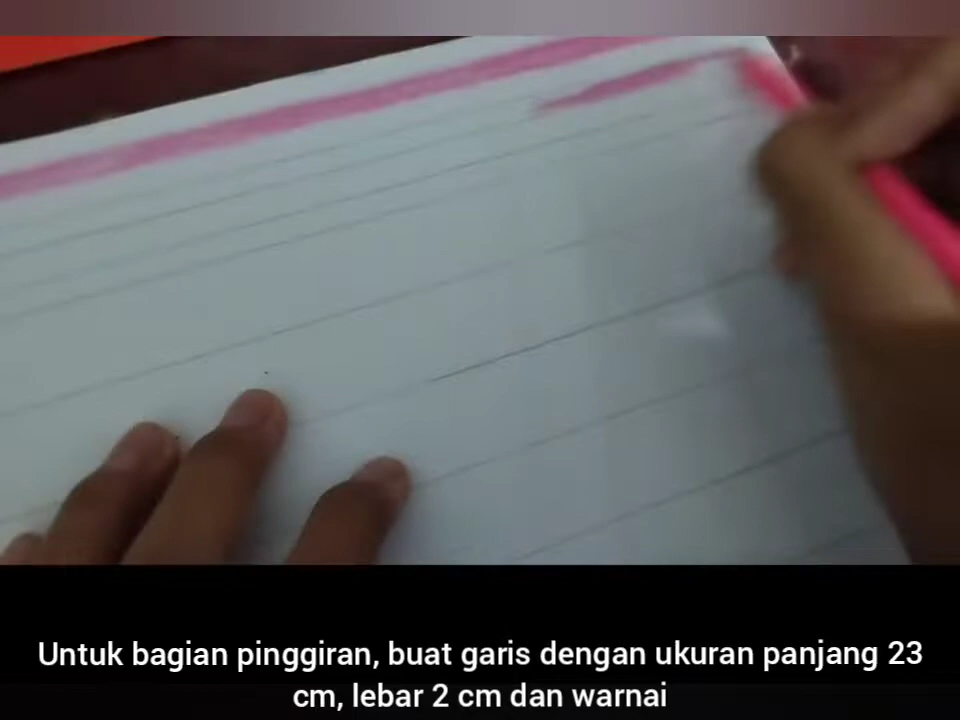 Untuk bagian pinggiran, buat garis dengan ukuran panjang 23
cm, lebar 2 cm dan warnai